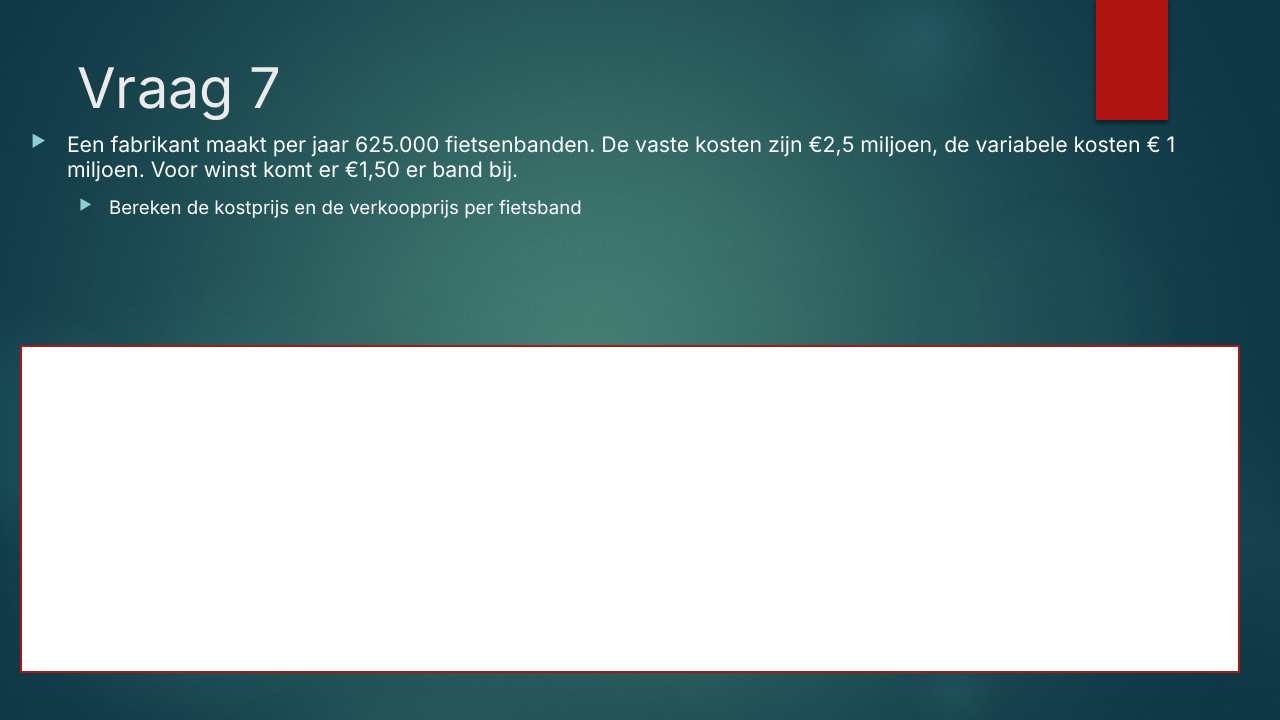 Vraag 7
Een fabrikant maakt per jaar 625.000 fietsenbanden. De vaste kosten zijn €2,5 miljoen, de variabele kosten € 1
miljoen. Voor winst komt er €1,50 er band bij.
Bereken de kostprijs en de verkoopprijs per fietsband